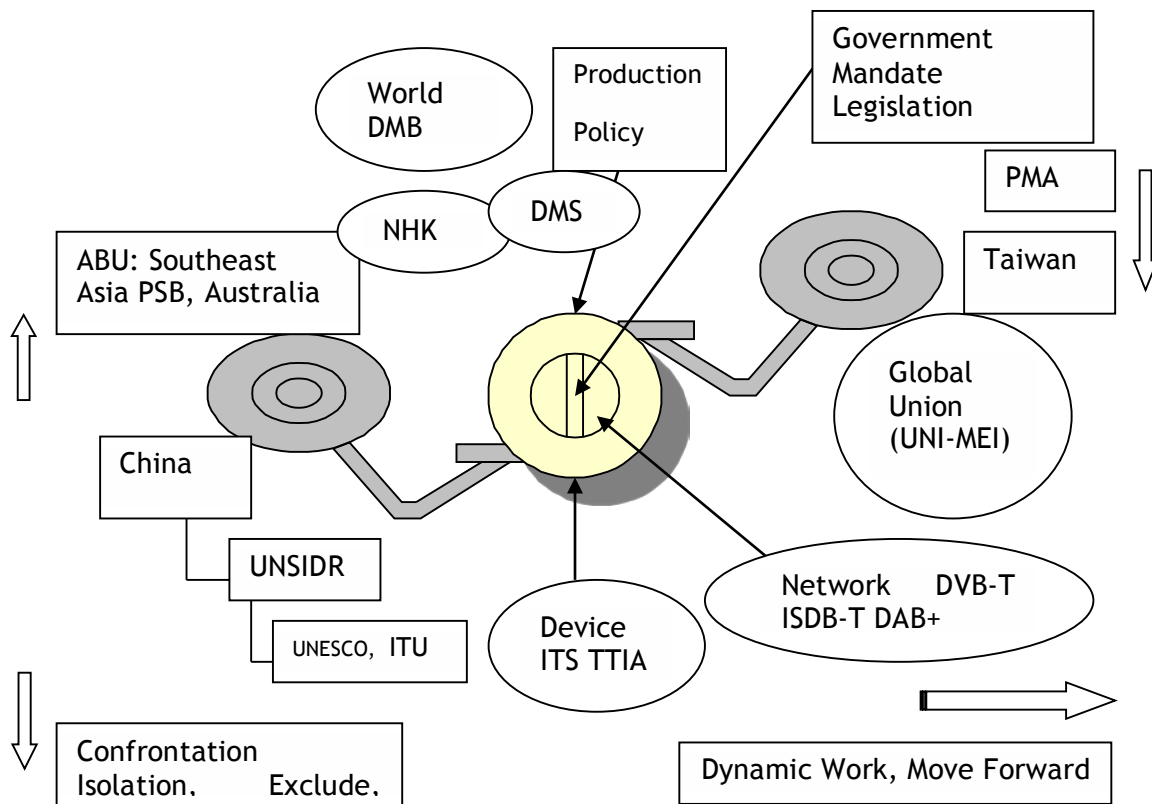 World
DMB
Production
Policy
Government
Mandate
Legislation
PMA
DMS
NHK
ABU: Southeast
Asia PSB, Australia
Taiwan
Global
Union
(UNI-MEI)
China
UNSIDR
UNESCO, ITU
Device
ITS TTIA
Network DVB-T
ISDB-T DAB+
Confrontation
Isolation, Exclude,
Dynamic Work, Move Forward